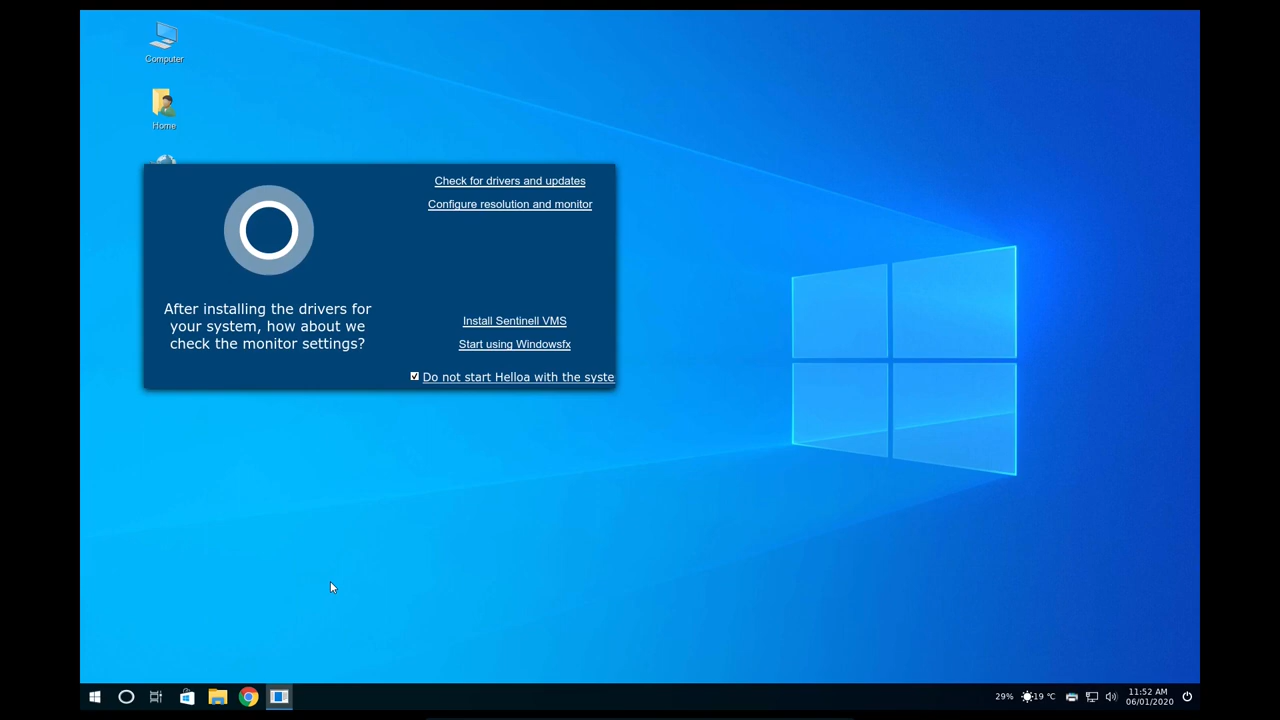 Computer
Home
Check for drivers and updates
Configure resolution and monitor
After installing the drivers for
your system, how about we
check the monitor settings?
Install Sentinell VMS
Start using Windowsfx
Do not start Helloa with the syste
29%
19 °C
11:52 AM
06/01/2020